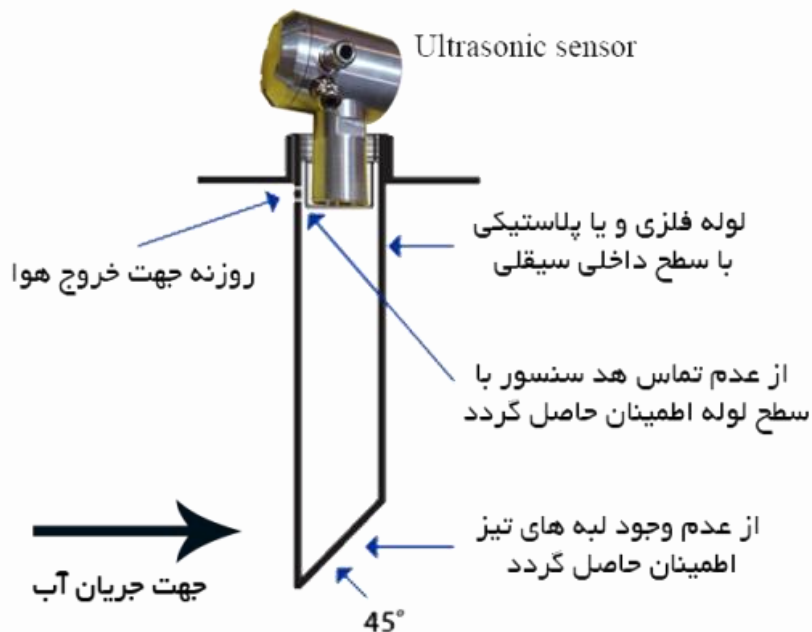 Ultrasonic sensor
لوله فلزی و یا پلاستیکی
با سطح داخلی سیقلی
روزنه جهت خروج هوا
از عدم تماس هد سنسور با
سطح لوله اطمینان حاصل گردد
از عدم وجود لبه های تیز
اطمینان حاصل گردد
جهت جریان آب
45°